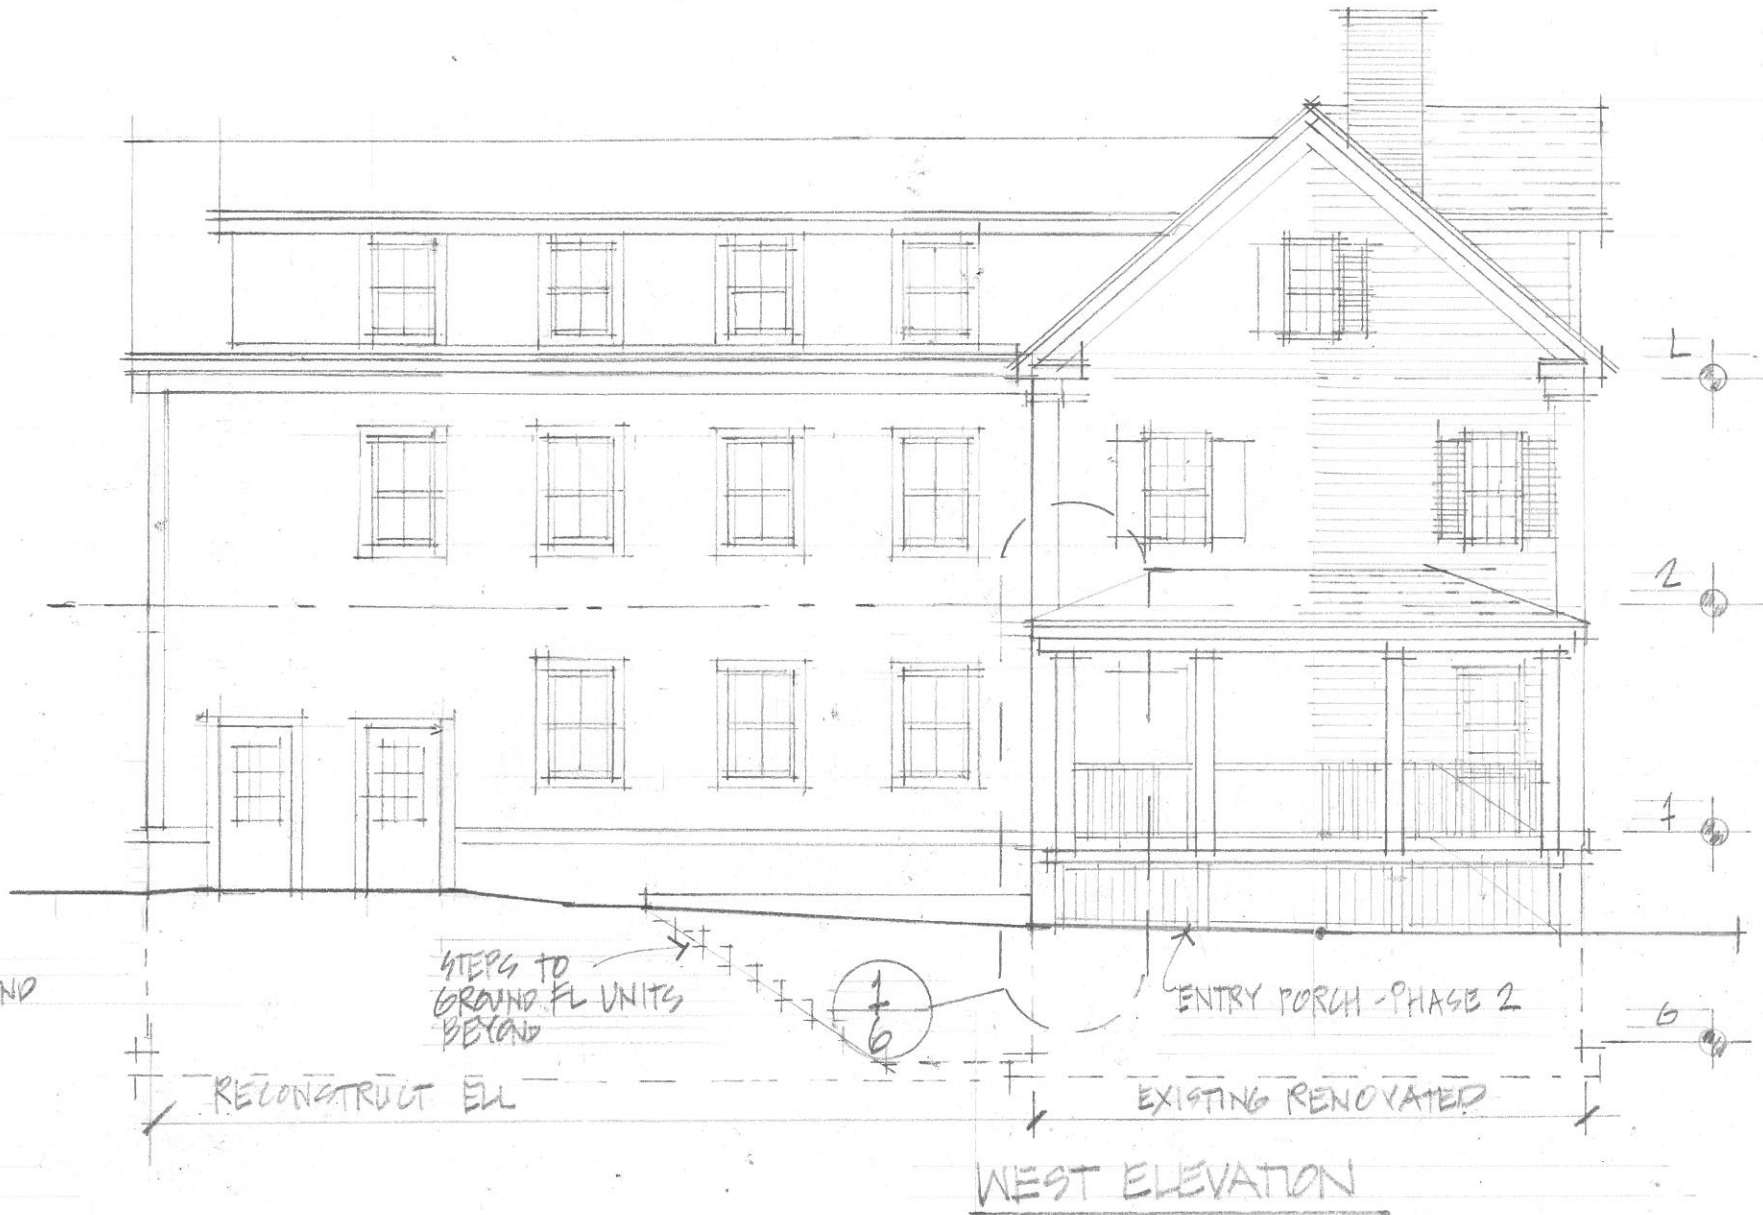 L
2
1
G
ND
STEPS TO
GROUND FL UNITS
BEYOND
1
6
ENTRY PORCH - PHASE 2
RECONSTRUCT ELL
EXISTING RENOVATED
WEST ELEVATION